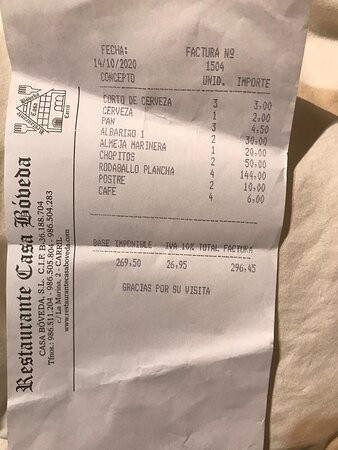 Restaurante Casa Bóveda
CASA BÓVEDA, S.L. C.I.F. B-36.188.704
Tfnos.: 986.511.204 - 986.505.804 - 986.504.283
c/ La Marina, 2 - CARRIL
www.restaurantecasaboveda.com
FECHA: FACTURA Nº
14/10/2020 1504
CONCEPTO UNID. IMPORTE
CORTO DE CERVEZA 3 3,00
CERVEZA 1 2,00
PAN 3 4,50
ALBARIÑO 1 2 30,00
ALMEJA MARINERA 1 20,00
CHOPITOS 2 50,00
RODABALLO PLANCHA 4 144,00
POSTRE 2 10,00
CAFE 4 6,00
BASE IMPONIBLE IVA 10% TOTAL FACTURA
269,50 26,95 296,45
GRACIAS POR SU VISITA